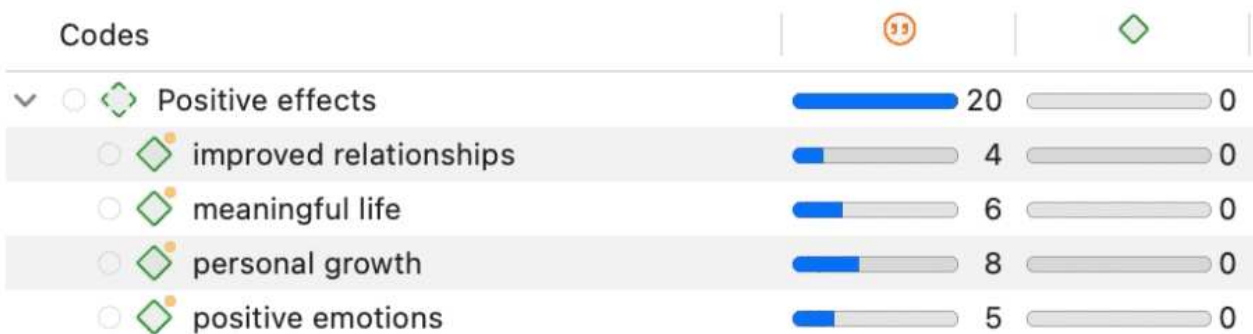 Codes
Positive effects 20 0
improved relationships 4 0
meaningful life 6 0
personal growth 8 0
positive emotions 5 0